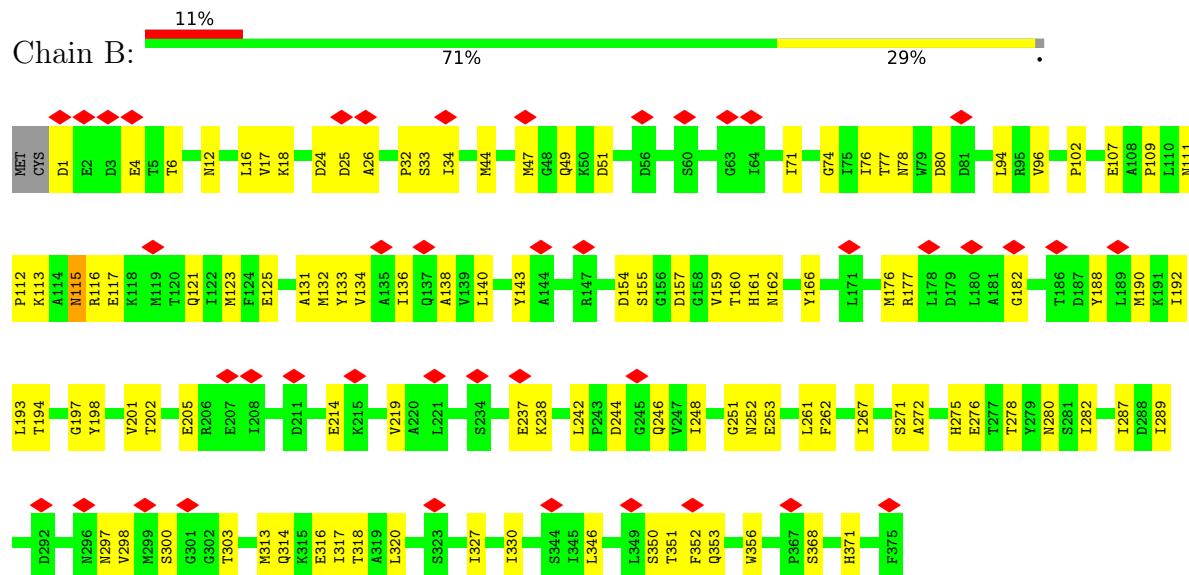 11%
Chain B:
71% 29% •
MET CYS D1 E2 D3 E4 T5 T6 N12 L16 V17 K18 D24 D25 A26 P32 S33 I34 M44 M47 G48 Q49 K50 D51 D56 S60 G63 I64 I71 G74 I75 I76 T77 N78 W79 D80 D81 L94 R95 V96 P102 E107 A108 P109 L110 N111
P112 K113 A114 N115 R116 E117 K118 M119 T120 Q121 I122 M123 F124 E125 A131 M132 Y133 V134 A135 I136 Q137 A138 V139 L140 Y143 A144 R147 D154 S155 G156 D157 G158 V159 T160 H161 N162 Y166 L171 M176 R177 L178 D179 L180 A181 G182 T186 D187 Y188 L189 M190 K191 I192
L193 T194 G197 Y198 V201 T202 E205 R206 E207 I208 D211 E214 K215 V219 A220 L221 S234 E237 K238 L242 P243 D244 G245 Q246 V247 I248 G251 N252 E253 L261 F262 I267 S271 A272 H275 E276 T277 T278 Y279 N280 S281 I282 I287 D288 I289
D292 N296 N297 V298 M299 S300 G301 G302 T303 M313 Q314 K315 E316 I317 T318 A319 L320 S323 I327 I330 S344 I345 L346 L349 S350 T351 F352 Q353 W356 P367 S368 H371 F375